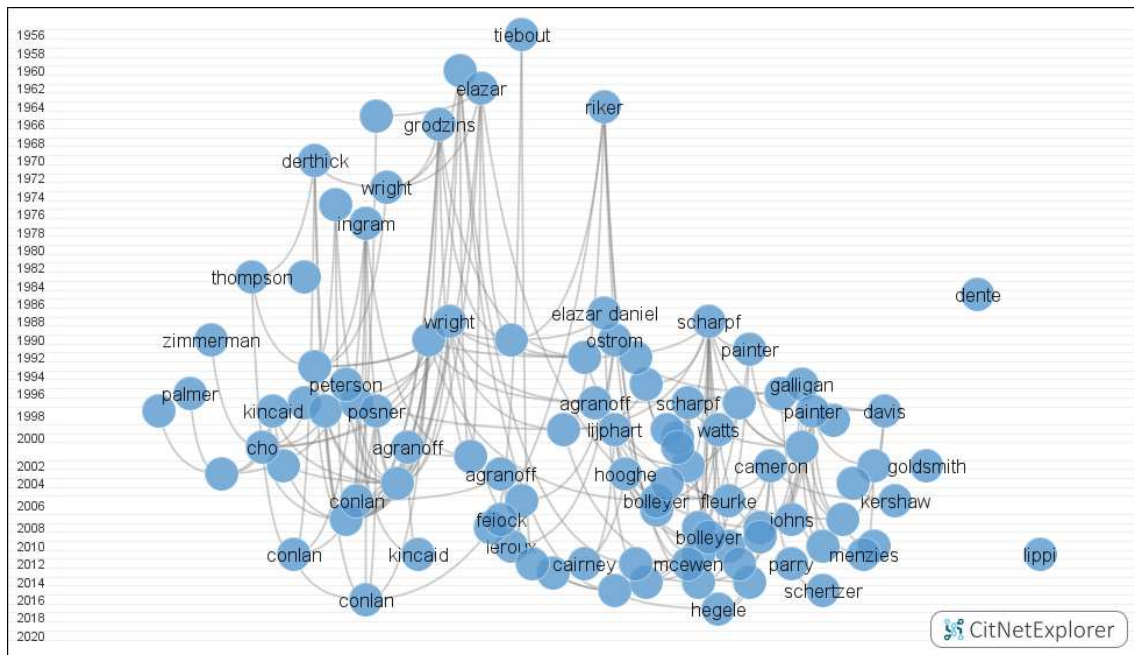 1956
tiebout
1958
1960
1962
elazar
1964
riker
1966
grodzins
1968
1970
derthick
1972
wright
1974
1976
ingram
1978
1980
1982
thompson
1984
dente
1986
elazar daniel
1988
wright
scharpf
1990
zimmerman
ostrom
painter
1992
1994
peterson
galligan
1996
palmer
agranoff
scharpf
1998
kincaid
posner
painter
davis
lijphart
watts
2000
cho
agranoff
2002
agranoff
hooghe
cameron
goldsmith
2004
2006
conlan
bolleyer
fleurke
kershaw
2008
feiock
johns
bolleyer
2010
leroux
conlan
kincaid
menzies
lippi
2012
cairney
mcewen
parry
2014
schertzer
2016
conlan
hegele
2018
2020
CitNetExplorer